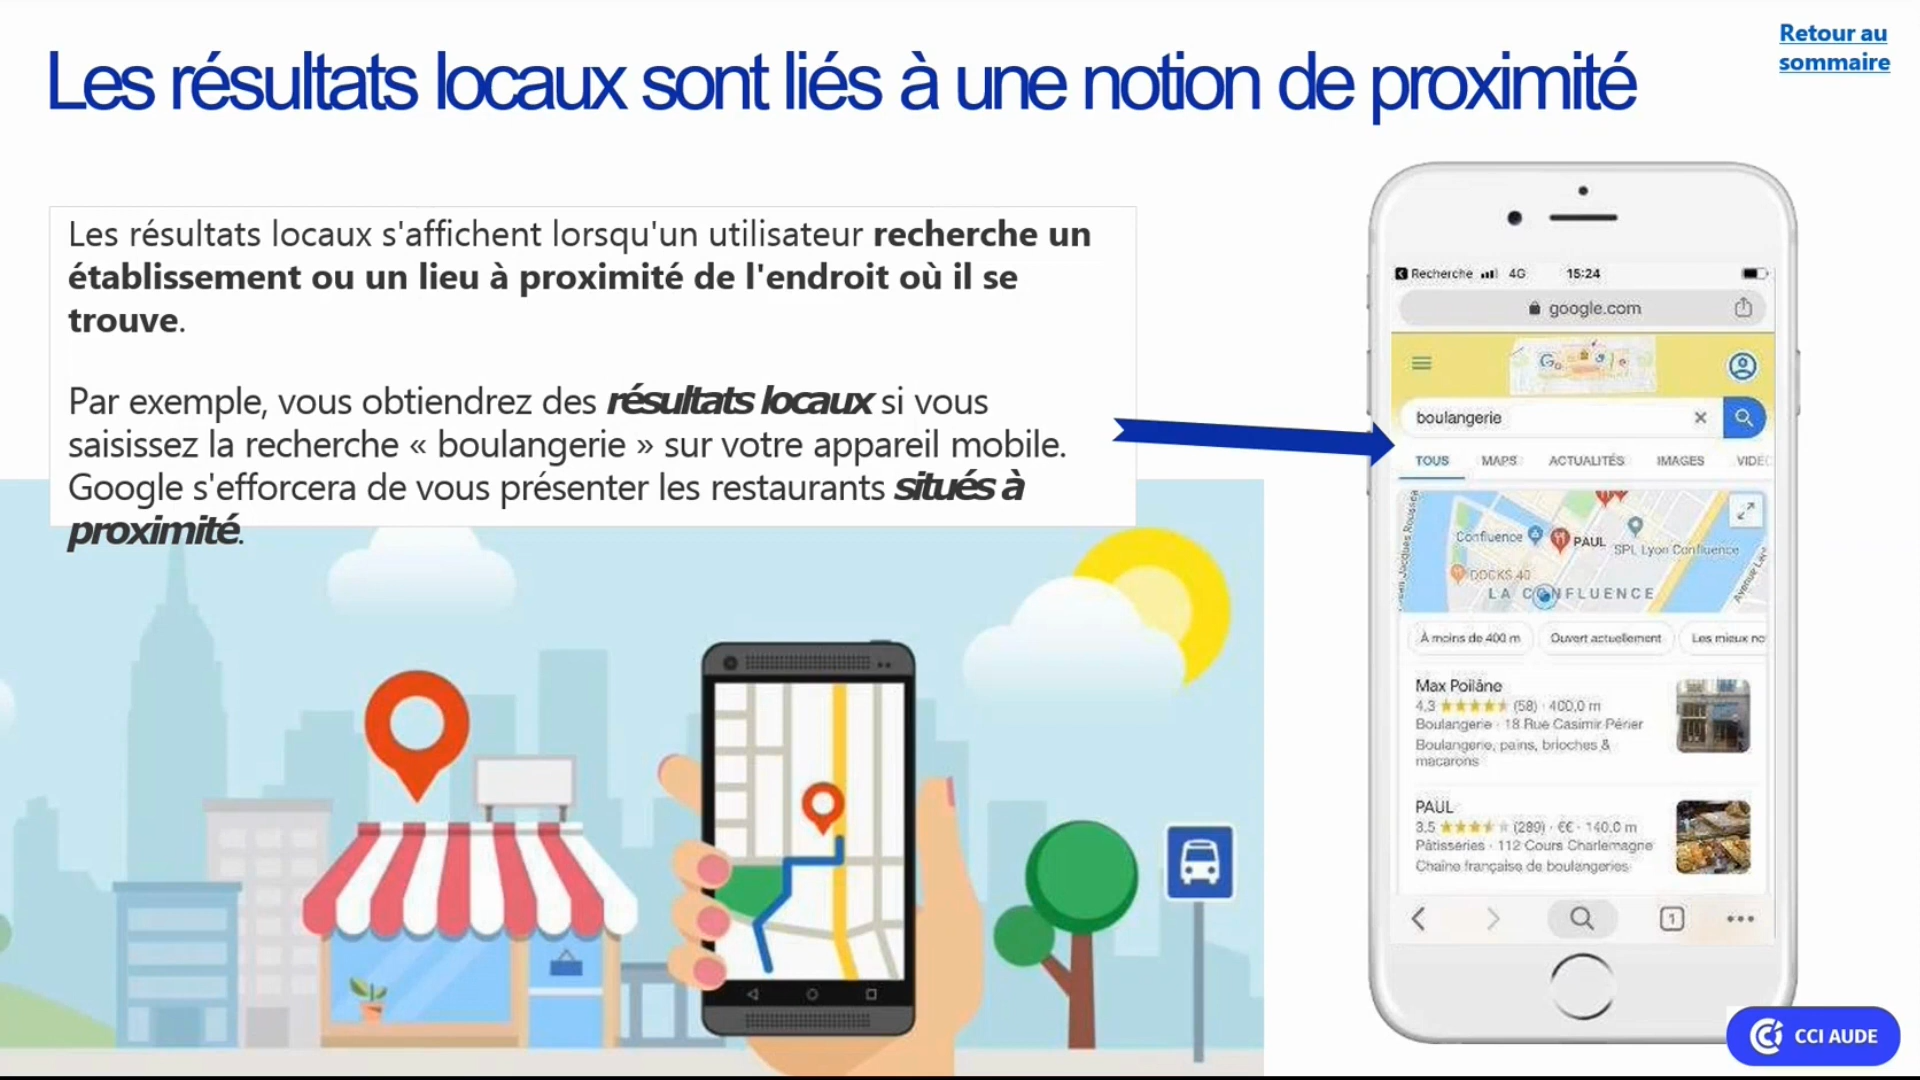 Retour au
sommaire
Les résultats locaux sont liés à une notion de proximité
Les résultats locaux s'affichent lorsqu'un utilisateur recherche un
établissement ou un lieu à proximité de l'endroit où il se
trouve.
Par exemple, vous obtiendrez des résultats locaux si vous
saisissez la recherche « boulangerie » sur votre appareil mobile.
Google s'efforcera de vous présenter les restaurants situés à
proximité.
Recherche 4G 15:24
google.com
boulangerie
TOUS MAPS ACTUALITÉS IMAGES VIDÉ
Confluence
PAUL
SPL Lyon Confluence
DOCKS 40
LA CONFLUENCE
À moins de 400 m Ouvert actuellement Les mieux no
Max Poilâne
4,3 (58) · 400,0 m
Boulangerie · 18 Rue Casimir Périer
Boulangerie, pains, brioches &
macarons
PAUL
3,5 (289) · €€ · 140,0 m
Pâtisseries · 112 Cours Charlemagne
Chaîne française de boulangeries
1
CCI AUDE